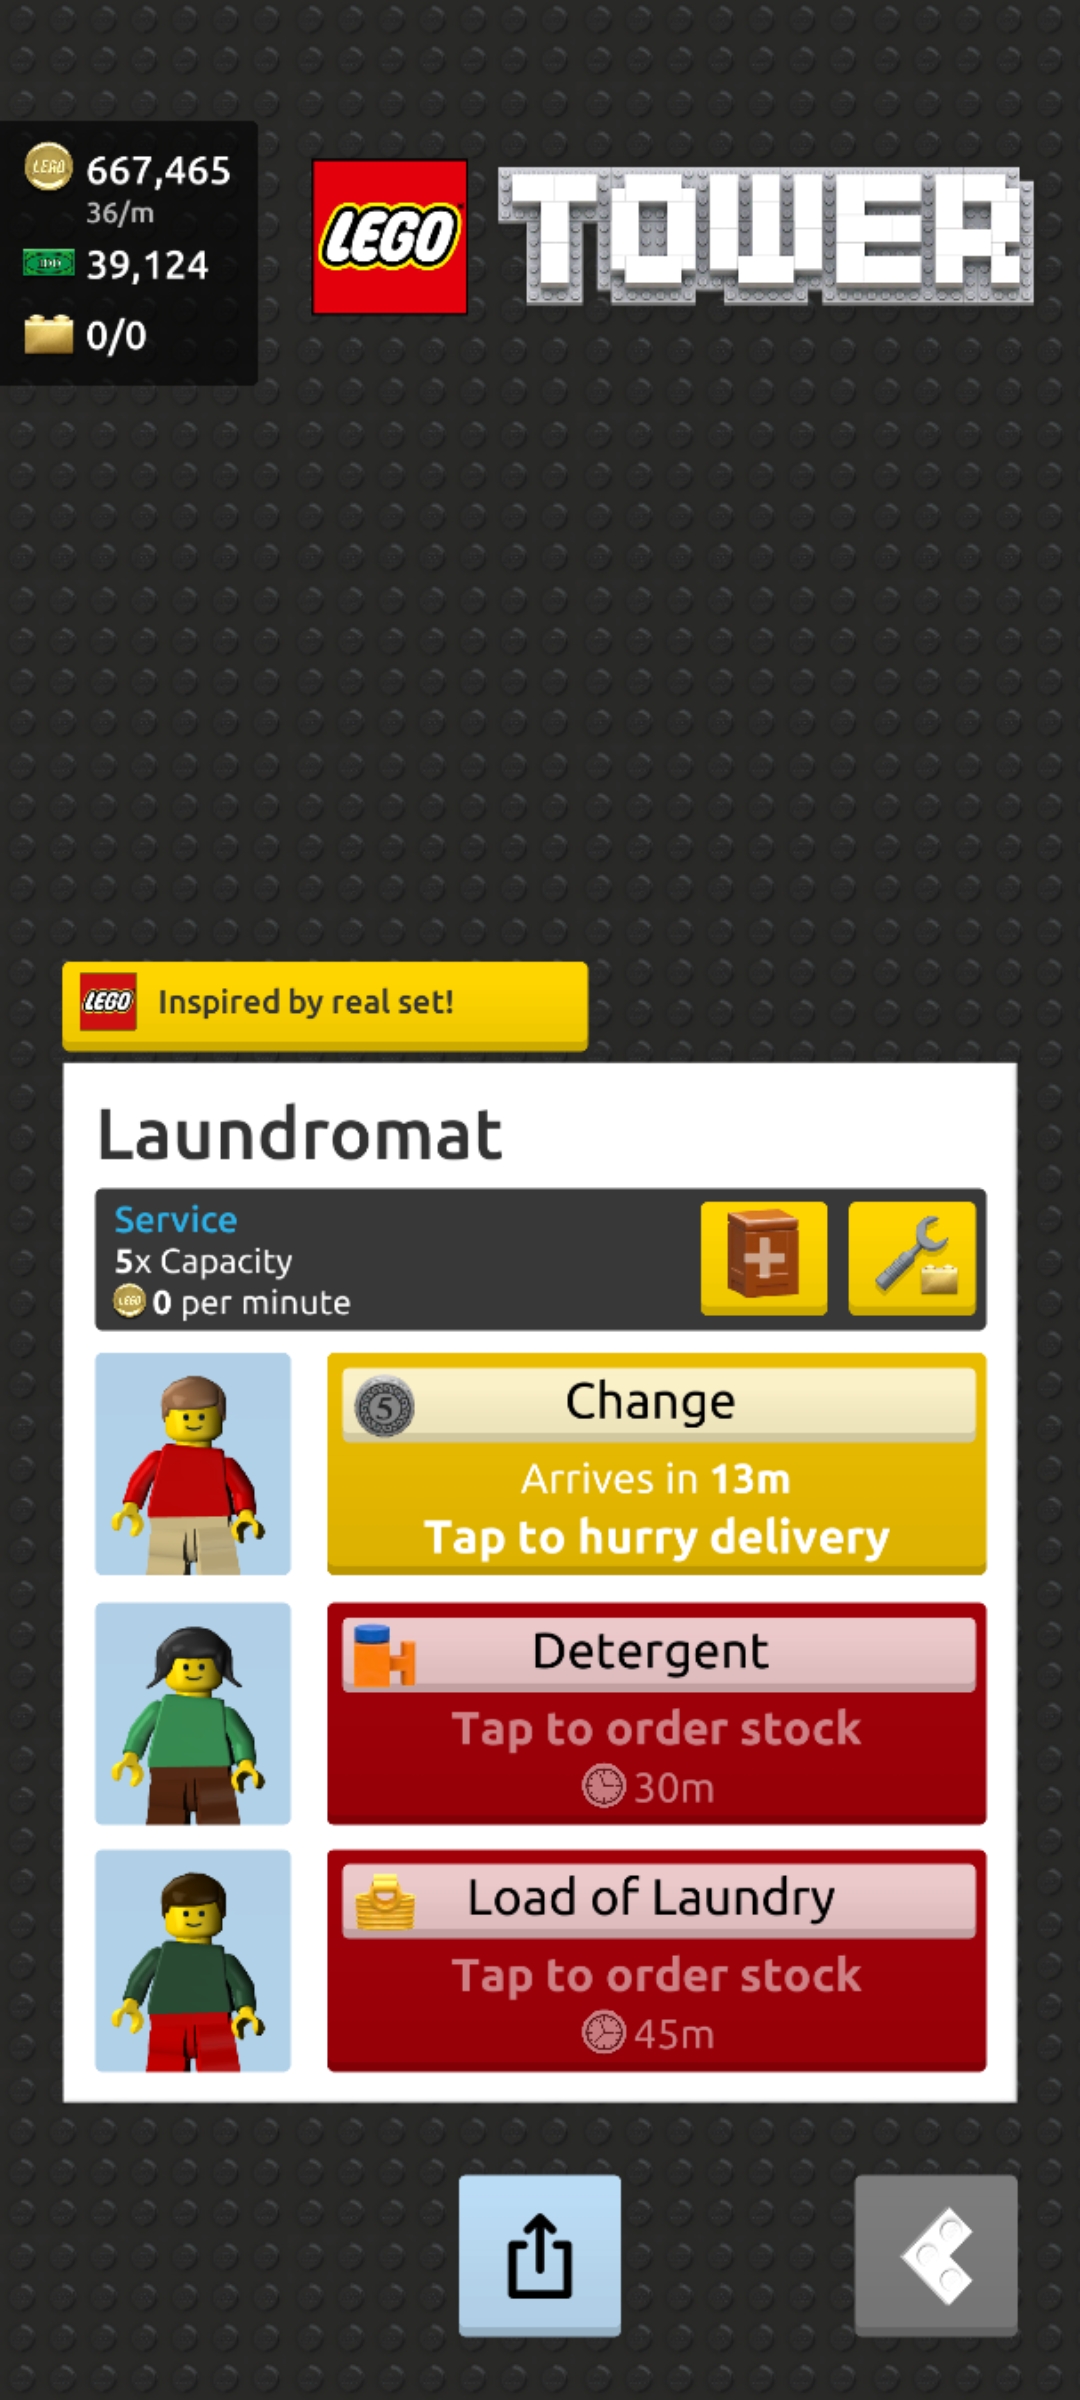 667,465
36/m
39,124
0/0
LEGO TOWER
LEGO Inspired by real set!
Laundromat
Service
5x Capacity
0 per minute
5 Change
Arrives in 13m
Tap to hurry delivery
Detergent
Tap to order stock
30m
Load of Laundry
Tap to order stock
45m